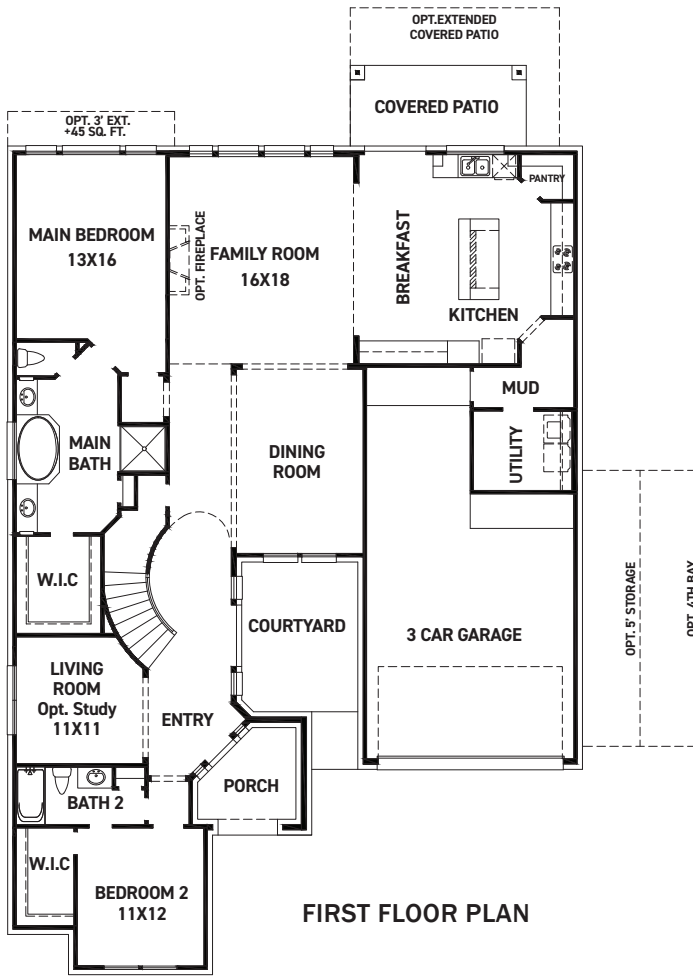 OPT.EXTENDED
COVERED PATIO
COVERED PATIO
OPT. 3' EXT.
+45 SQ. FT.
PANTRY
MAIN BEDROOM
13X16
OPT. FIREPLACE
FAMILY ROOM
16X18
BREAKFAST
KITCHEN
MUD
MAIN
BATH
DINING
ROOM
UTILITY
W.I.C
COURTYARD
3 CAR GARAGE
OPT. 5' STORAGE
OPT. 4TH BAY
LIVING
ROOM
Opt. Study
11X11
ENTRY
PORCH
BATH 2
W.I.C
BEDROOM 2
11X12
FIRST FLOOR PLAN